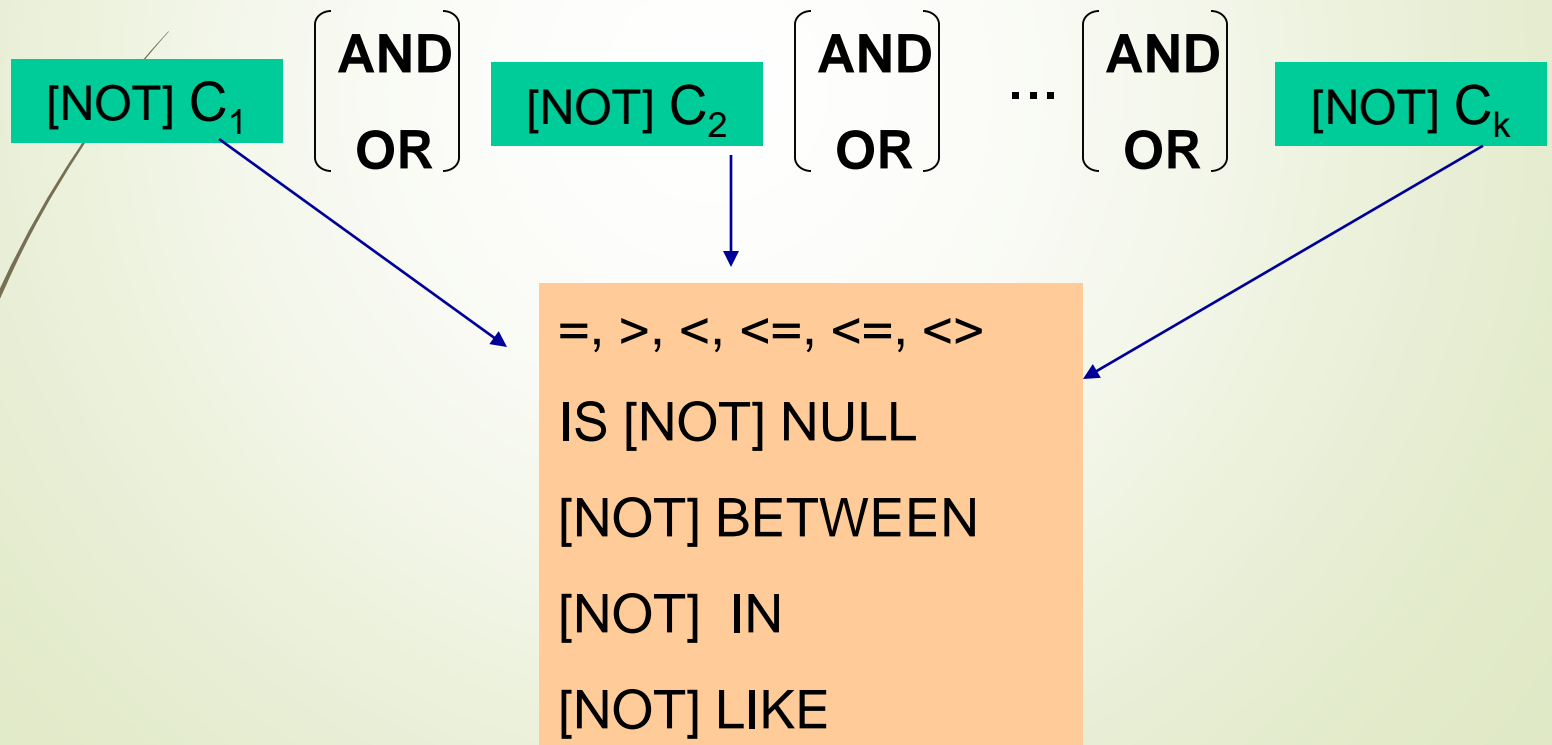 [NOT] C1 AND OR [NOT] C2 AND OR ... AND OR [NOT] Ck
=, >, <, <=, <=, <>
IS [NOT] NULL
[NOT] BETWEEN
[NOT] IN
[NOT] LIKE